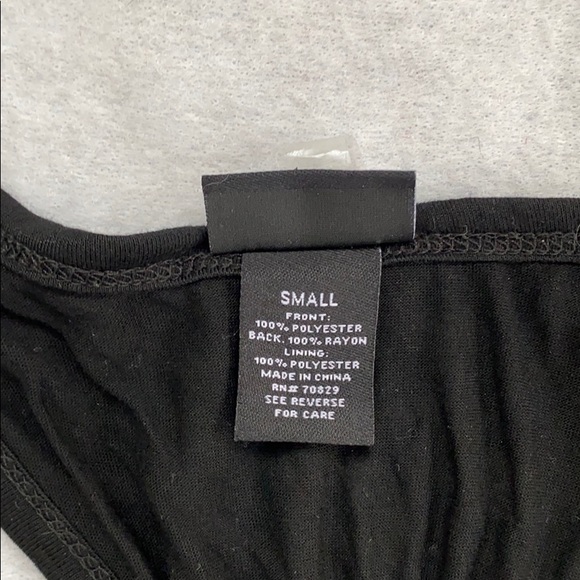 SMALL
FRONT:
100% POLYESTER
BACK. 100% RAYON
LINING:
100% POLYESTER
MADE IN CHINA
RN# 70829
SEE REVERSE
FOR CARE